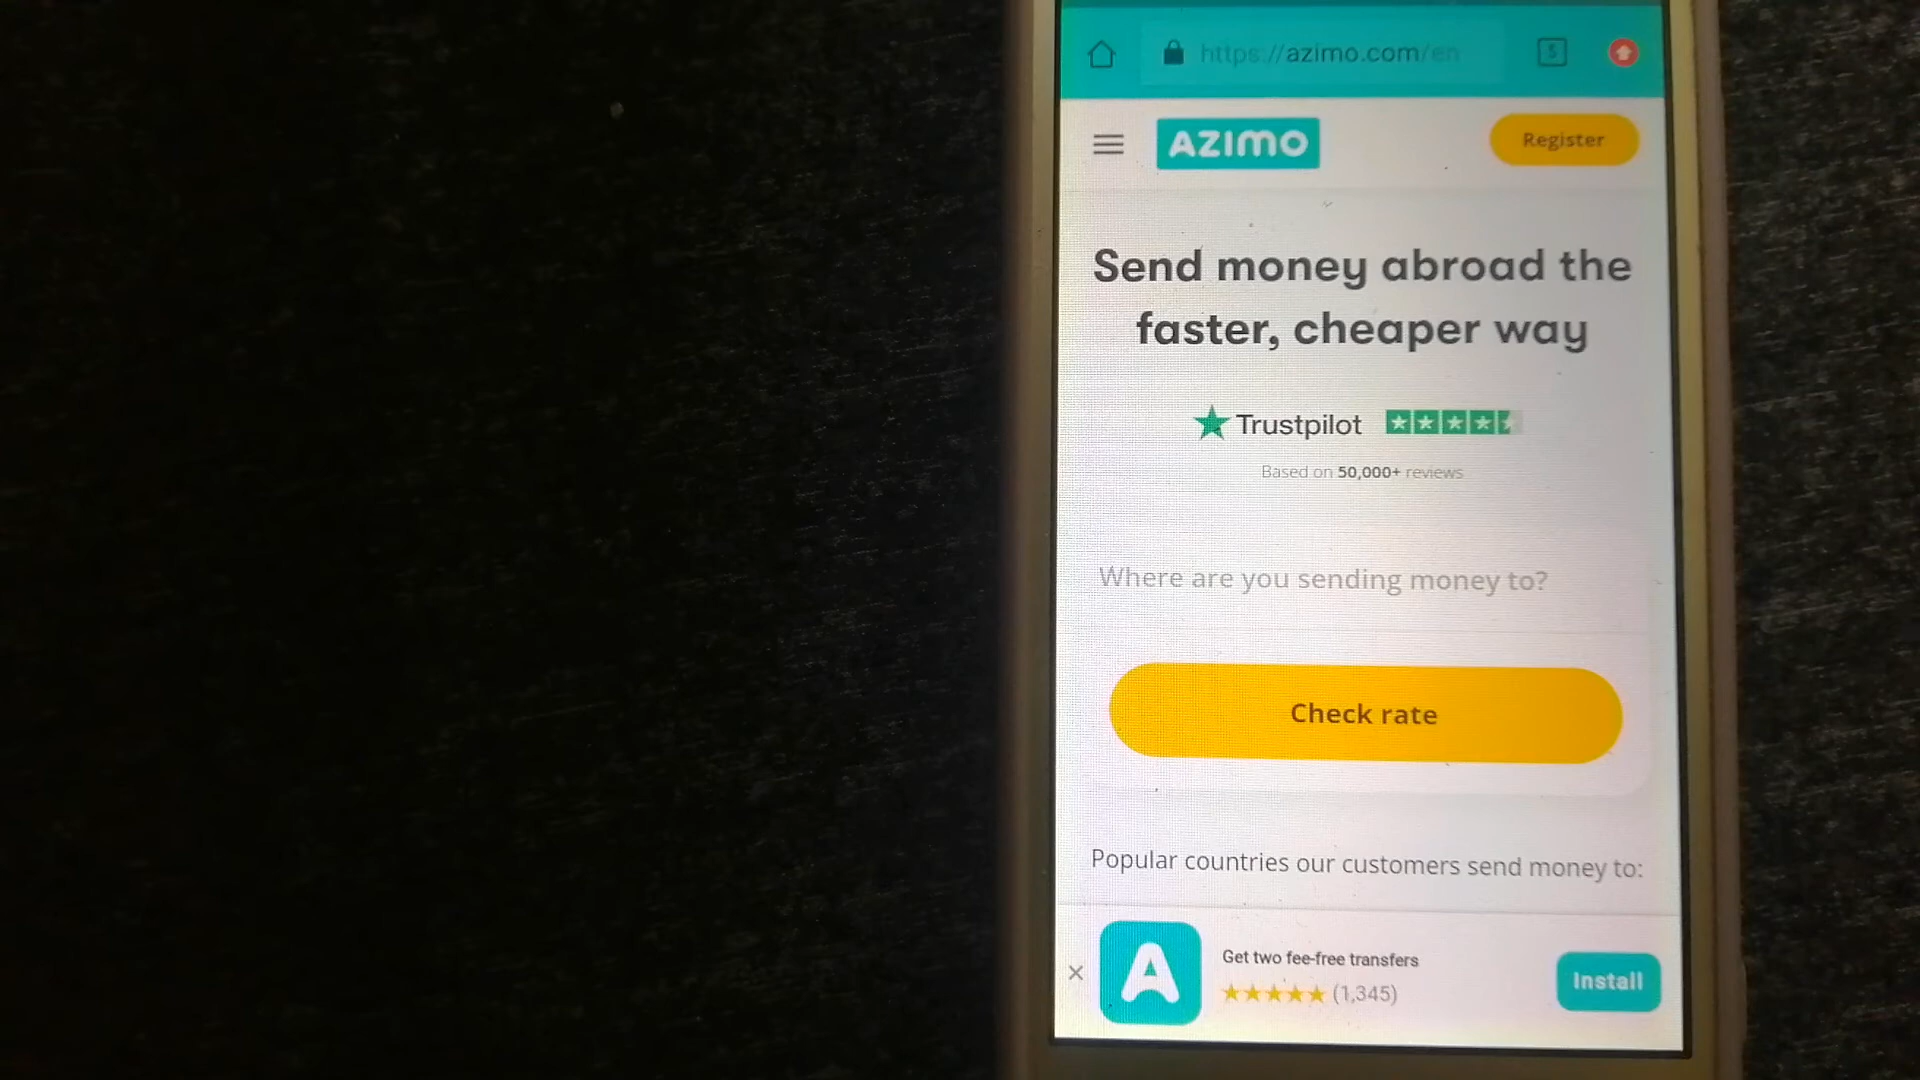 https://azimo.com/en
5
AZIMO
Register
Send money abroad the
faster, cheaper way
Trustpilot
Based on 50,000+ reviews
Where are you sending money to?
Check rate
Popular countries our customers send money to:
A
Get two fee-free transfers
(1,345)
Install